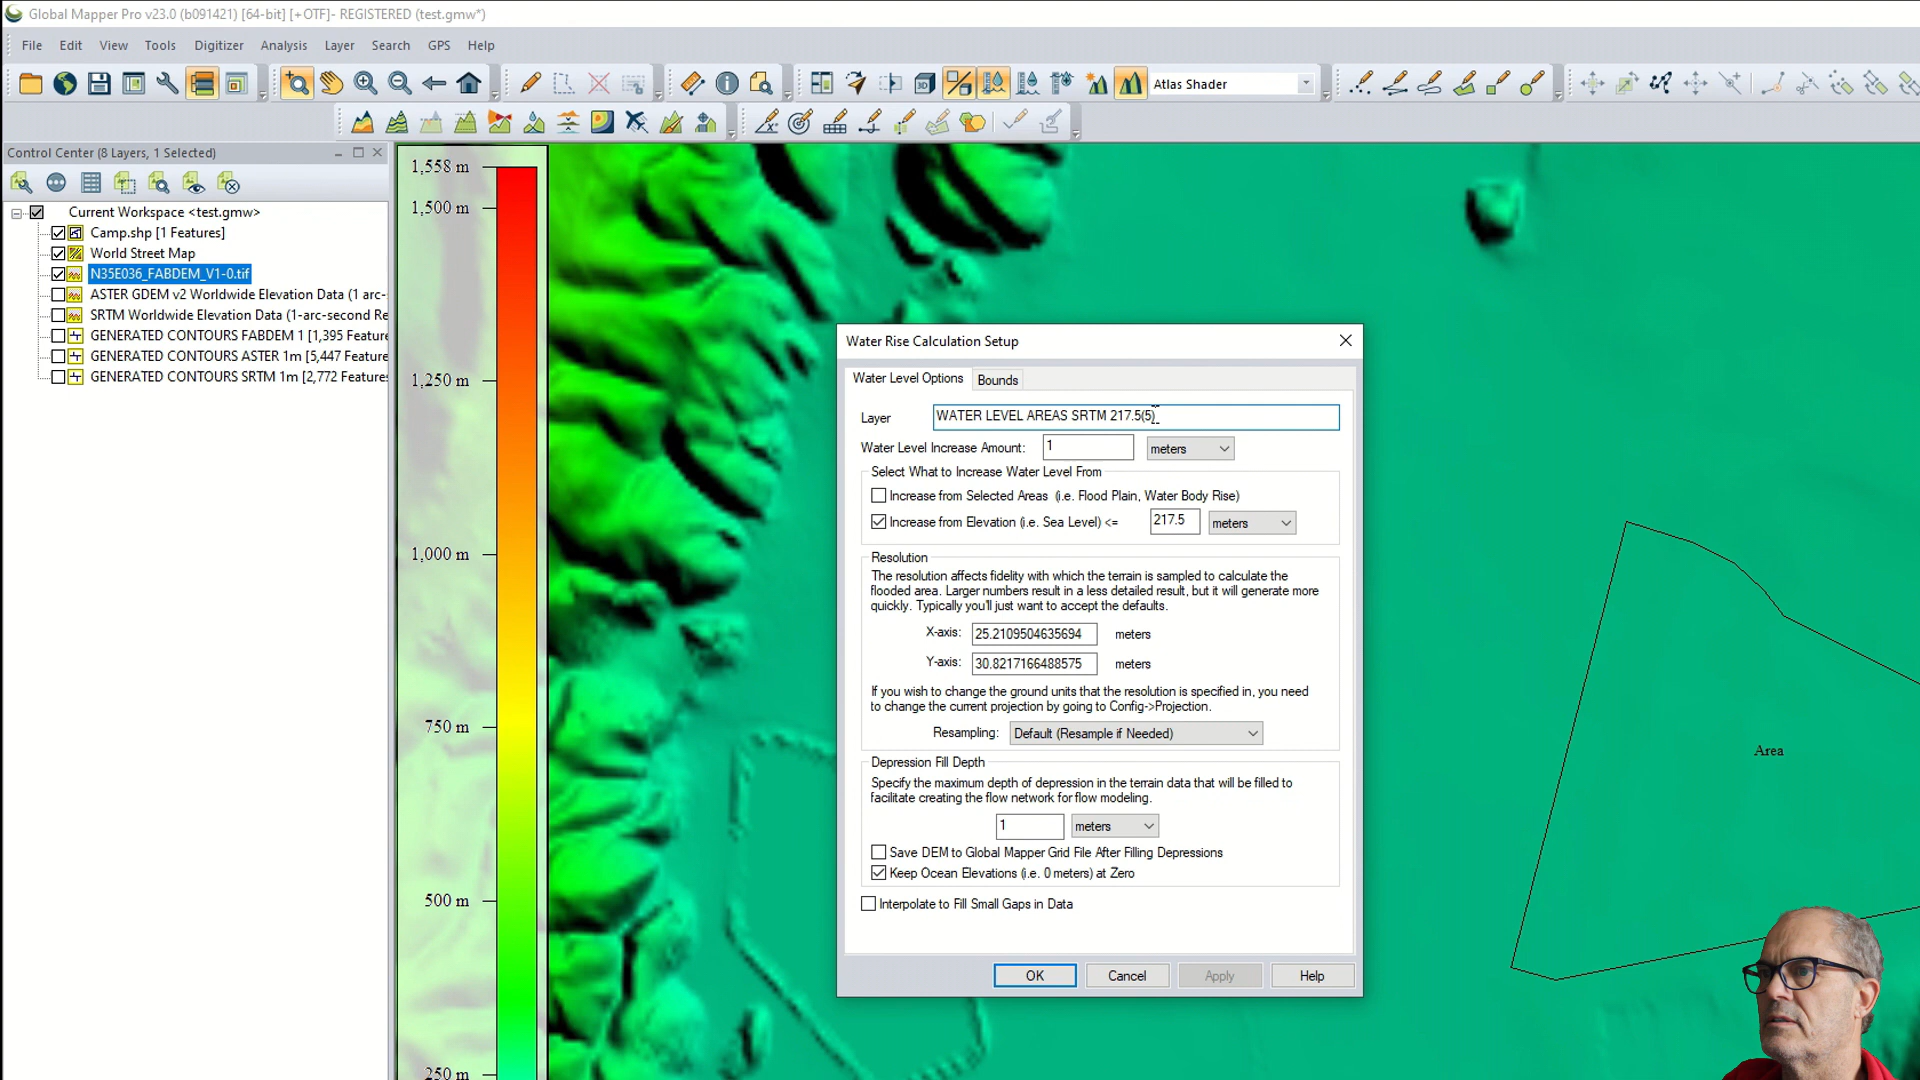 Global Mapper Pro v23.0 (b091421) [64-bit] [+OTF]- REGISTERED (test.gmw*)
File Edit View Tools Digitizer Analysis Layer Search GPS Help
Atlas Shader
Control Center (8 Layers, 1 Selected)
Current Workspace <test.gmw>
Camp.shp [1 Features]
World Street Map
N35E036_FABDEM_V1-0.tif
ASTER GDEM v2 Worldwide Elevation Data (1 arc-
SRTM Worldwide Elevation Data (1-arc-second Re
GENERATED CONTOURS FABDEM 1 [1,395 Feature
GENERATED CONTOURS ASTER 1m [5,447 Feature
GENERATED CONTOURS SRTM 1m [2,772 Features
1,558 m
1,500 m
1,250 m
1,000 m
750 m
500 m
250 m
Water Rise Calculation Setup
Water Level Options Bounds
Layer WATER LEVEL AREAS SRTM 217.5(5)
Water Level Increase Amount: 1 meters
Select What to Increase Water Level From
Increase from Selected Areas (i.e. Flood Plain, Water Body Rise)
Increase from Elevation (i.e. Sea Level) <= 217.5 meters
Resolution
The resolution affects fidelity with which the terrain is sampled to calculate the
flooded area. Larger numbers result in a less detailed result, but it will generate more
quickly. Typically you'll just want to accept the defaults.
X-axis: 25.2109504635694 meters
Y-axis: 30.8217166488575 meters
If you wish to change the ground units that the resolution is specified in, you need
to change the current projection by going to Config->Projection.
Resampling: Default (Resample if Needed)
Depression Fill Depth
Specify the maximum depth of depression in the terrain data that will be filled to
facilitate creating the flow network for flow modeling.
1 meters
Save DEM to Global Mapper Grid File After Filling Depressions
Keep Ocean Elevations (i.e. 0 meters) at Zero
Interpolate to Fill Small Gaps in Data
OK Cancel Apply Help
Area